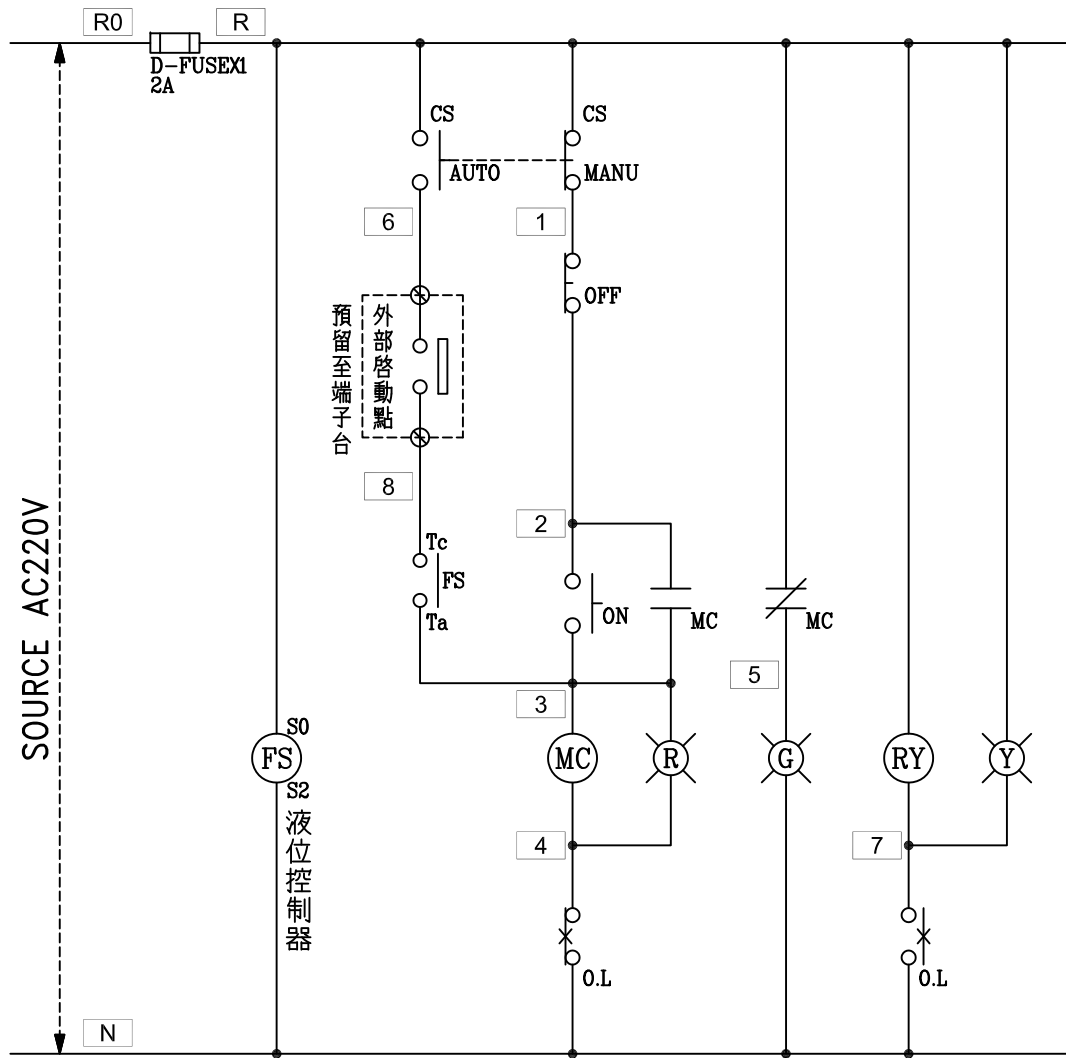 R0
R
D-FUSEX1
2A
CS
CS
AUTO
MANU
6
1
OFF
預留至端子台
外部啓動點
8
2
Tc
FS
Ta
ON
MC
MC
5
3
SOURCE AC220V
S0
FS
S2
MC
R
G
RY
Y
液位控制器
4
7
O.L
O.L
N